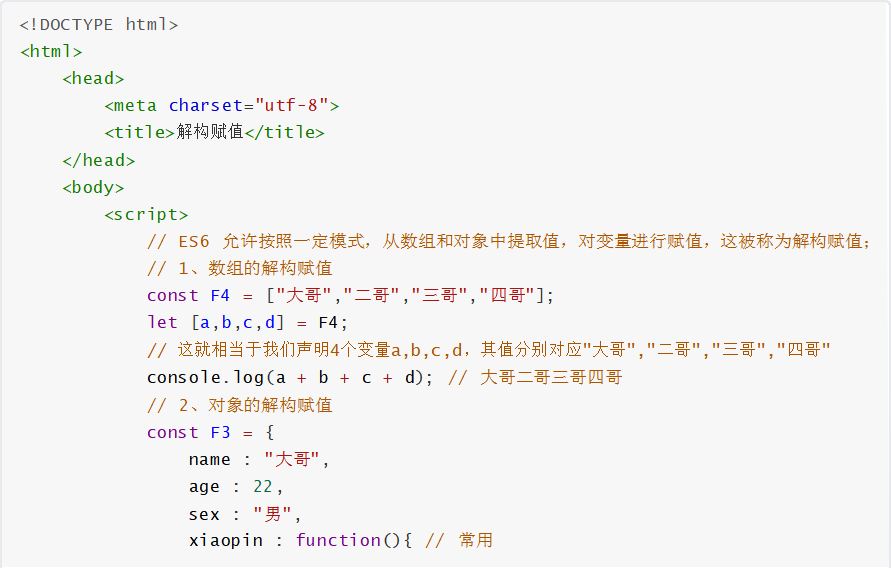 <!DOCTYPE html>
<html>
    <head>
        <meta charset="utf-8">
        <title>解构赋值</title>
    </head>
    <body>
        <script>
            // ES6 允许按照一定模式，从数组和对象中提取值，对变量进行赋值，这被称为解构赋值；
            // 1、数组的解构赋值
            const F4 = ["大哥","二哥","三哥","四哥"];
            let [a,b,c,d] = F4;
            // 这就相当于我们声明4个变量a,b,c,d，其值分别对应"大哥","二哥","三哥","四哥"
            console.log(a + b + c + d); // 大哥二哥三哥四哥
            // 2、对象的解构赋值
            const F3 = {
                name : "大哥",
                age : 22,
                sex : "男",
                xiaopin : function(){ // 常用